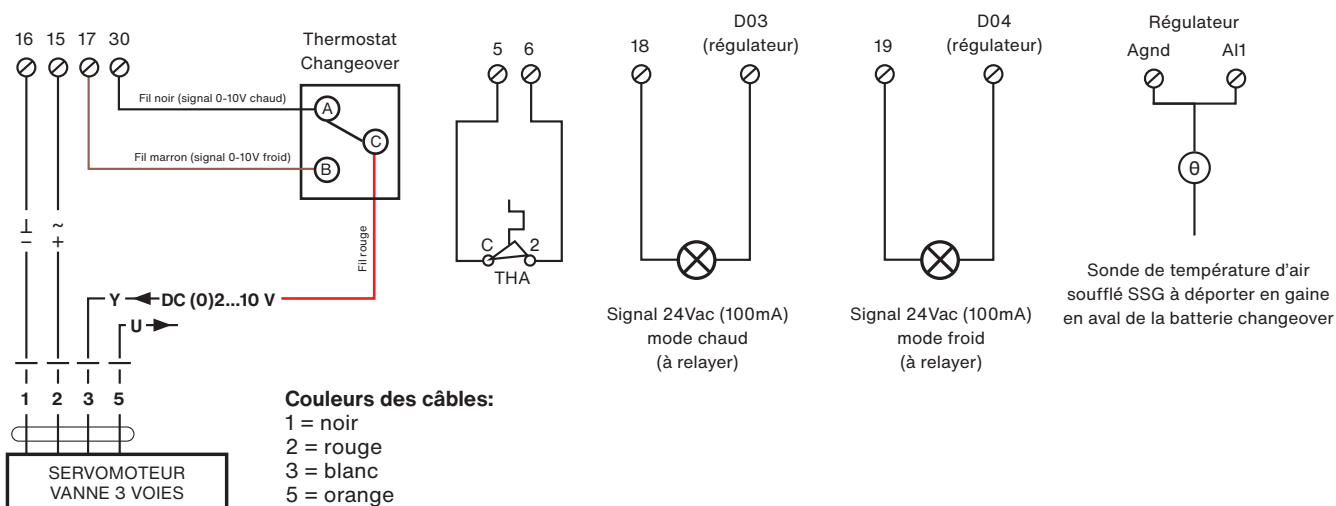 16 15 17 30
Thermostat
Changeover
Fil noir (signal 0-10V chaud)
A
C
Fil marron (signal 0-10V froid)
B
Fil rouge
⊥ ~
− +
Y DC (0)2...10 V
U
1 2 3 5
SERVOMOTEUR
VANNE 3 VOIES
Couleurs des câbles:
1 = noir
2 = rouge
3 = blanc
5 = orange
5 6
C 2
THA
18
D03
(régulateur)
Signal 24Vac (100mA)
mode chaud
(à relayer)
19
D04
(régulateur)
Signal 24Vac (100mA)
mode froid
(à relayer)
Régulateur
Agnd AI1
θ
Sonde de température d'air
soufflé SSG à déporter en gaine
en aval de la batterie changeover